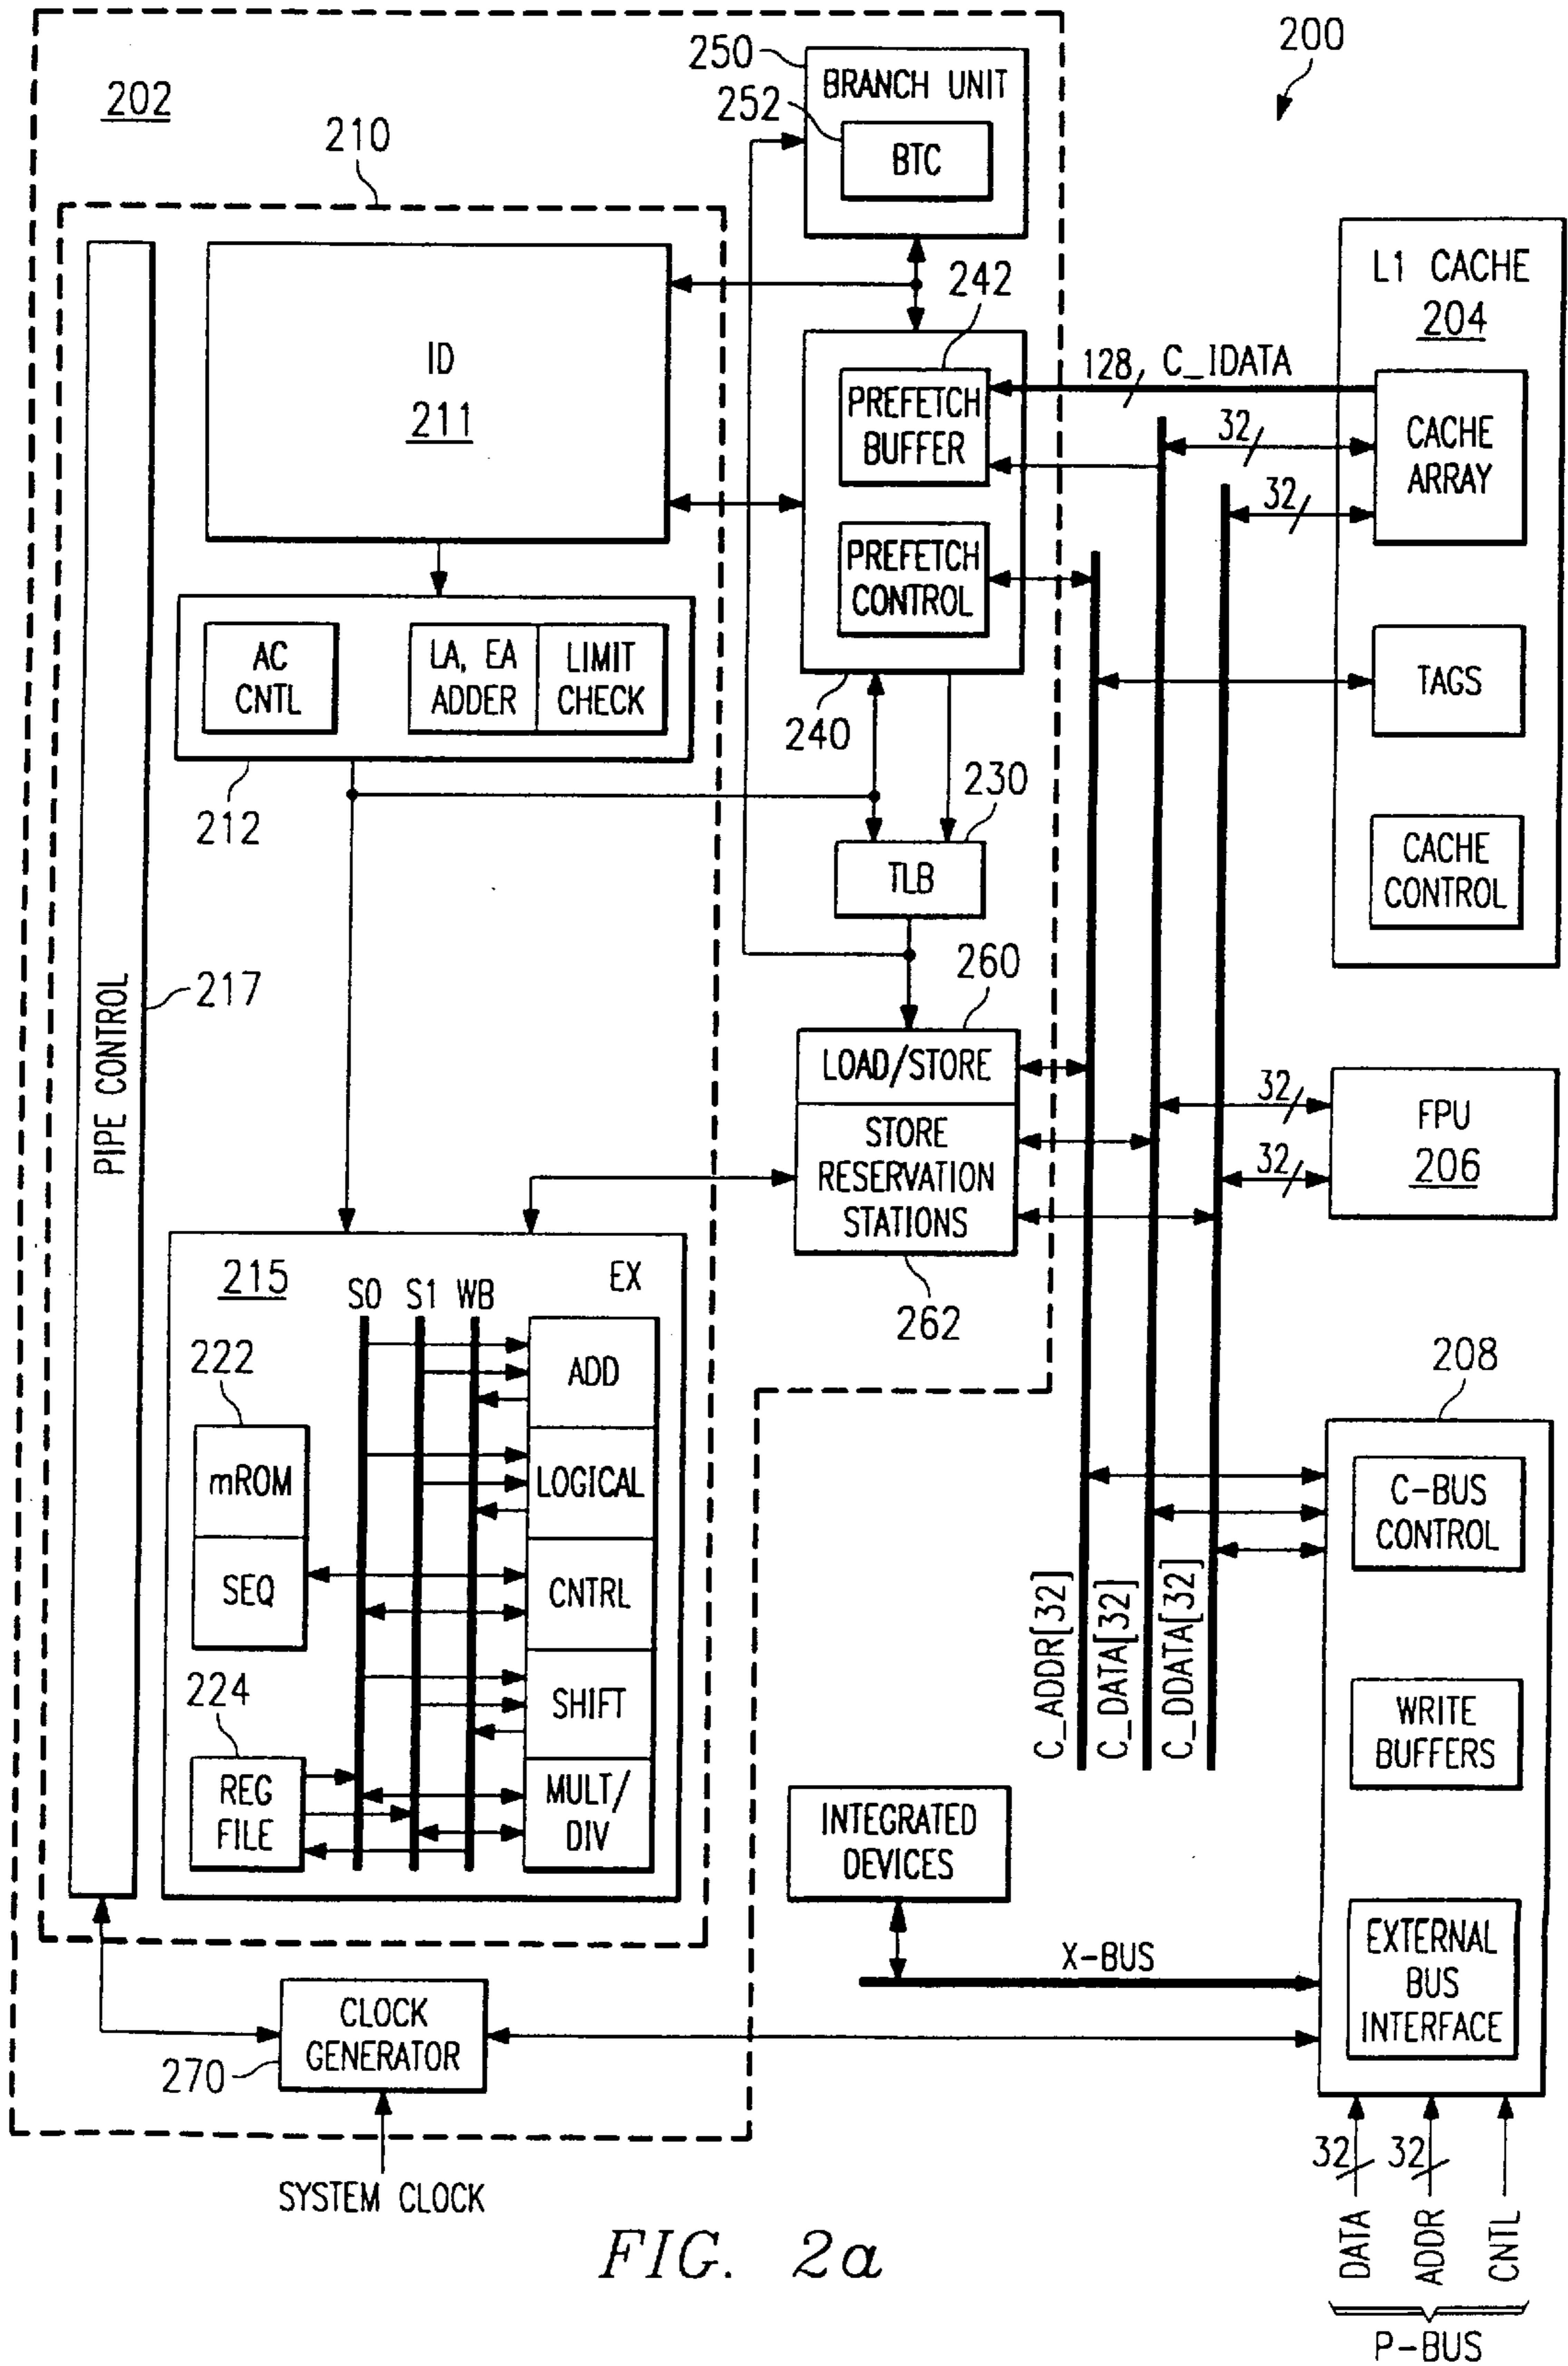 200
202
210
250
BRANCH UNIT
252
BTC
ID
211
242
PREFETCH
BUFFER
PREFETCH
CONTROL
240
128
C_IDATA
32
32
L1 CACHE
204
CACHE
ARRAY
TAGS
CACHE
CONTROL
AC
CNTL
LA, EA
ADDER
LIMIT
CHECK
212
230
TLB
PIPE CONTROL
217
260
LOAD/STORE
STORE
RESERVATION
STATIONS
262
32
32
FPU
206
215
S0
S1
WB
EX
222
mROM
SEQ
224
REG
FILE
ADD
LOGICAL
CNTRL
SHIFT
MULT/
DIV
C_ADDR[32]
C_DATA[32]
C_DDATA[32]
208
C-BUS
CONTROL
WRITE
BUFFERS
EXTERNAL
BUS
INTERFACE
INTEGRATED
DEVICES
X-BUS
CLOCK
GENERATOR
270
SYSTEM CLOCK
32
32
DATA
ADDR
CNTL
P-BUS
FIG. 2a